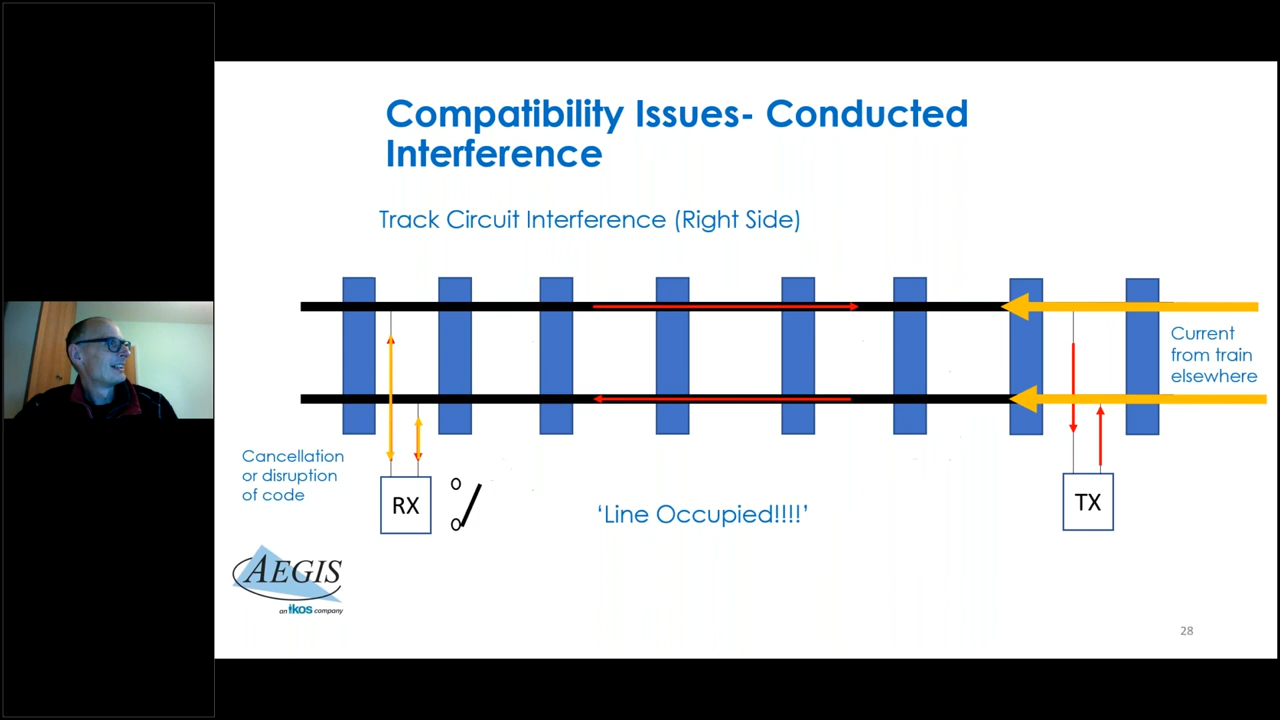 Compatibility Issues- Conducted
Interference
Track Circuit Interference (Right Side)
Current
from train
elsewhere
Cancellation
or disruption
of code
RX
‘Line Occupied!!!!’
TX
AEGIS
an ikos company
28